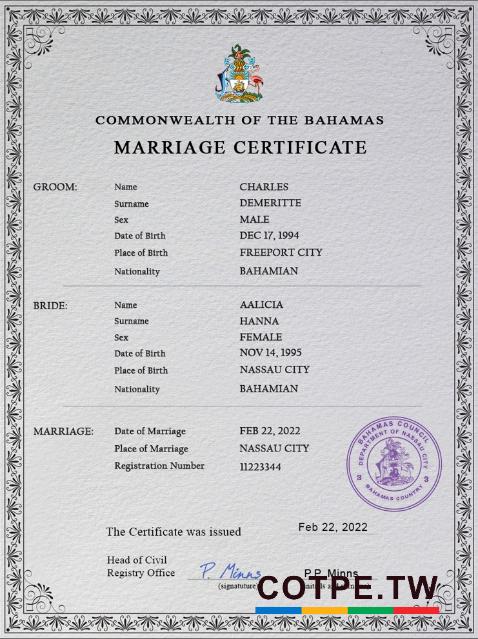 COMMONWEALTH OF THE BAHAMAS
MARRIAGE CERTIFICATE
GROOM: Name CHARLES
Surname DEMERITTE
Sex MALE
Date of Birth DEC 17, 1994
Place of Birth FREEPORT CITY
Nationality BAHAMIAN
BRIDE: Name AALICIA
Surname HANNA
Sex FEMALE
Date of Birth NOV 14, 1995
Place of Birth NASSAU CITY
Nationality BAHAMIAN
MARRIAGE: Date of Marriage FEB 22, 2022
Place of Marriage NASSAU CITY
Registration Number 11223344
BAHAMAS COUNCIL
DEPARTMENT OF NASSAU CITY
3 3
BAHAMAS COUNTRY
The Certificate was issued Feb 22, 2022
Head of Civil
Registry Office P. Minns P.P. Minns
(signatuture)
COTPE.TW